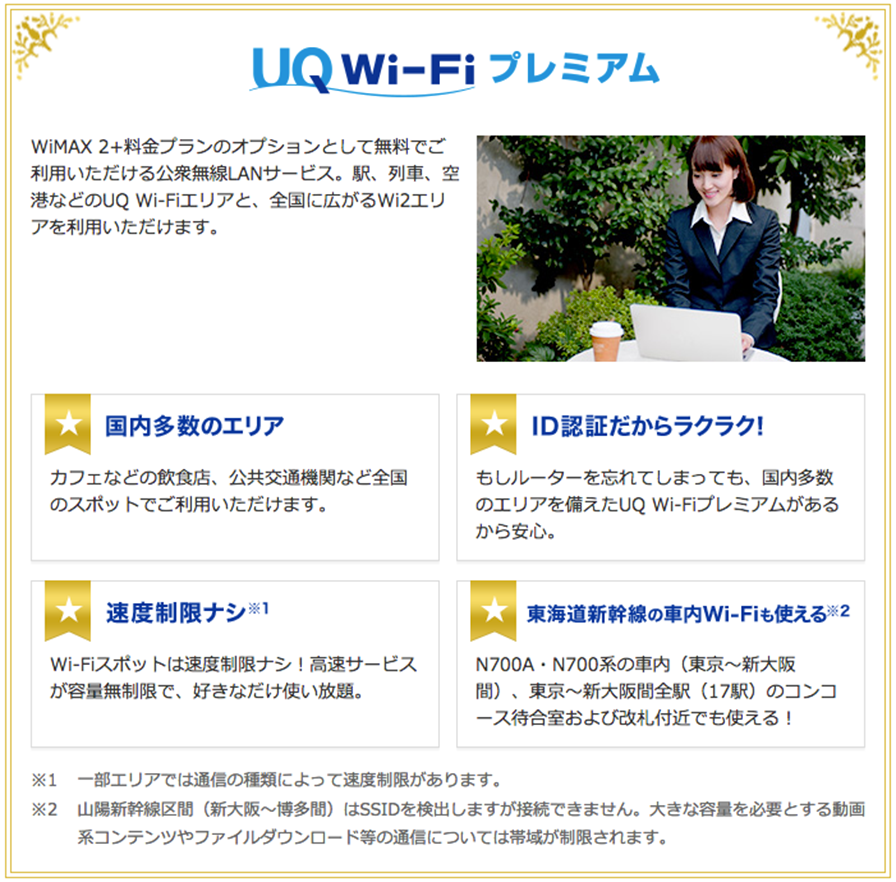 UQ Wi-Fi プレミアム
WiMAX 2+料金プランのオプションとして無料でご
利用いただける公衆無線LANサービス。駅、列車、空
港などのUQ Wi-Fiエリアと、全国に広がるWi2エリ
アを利用いただけます。
国内多数のエリア
カフェなどの飲食店、公共交通機関など全国
のスポットでご利用いただけます。
ID認証だからラクラク!
もしルーターを忘れてしまっても、国内多数
のエリアを備えたUQ Wi-Fiプレミアムがある
から安心。
速度制限ナシ※1
Wi-Fiスポットは速度制限ナシ！高速サービス
が容量無制限で、好きなだけ使い放題。
東海道新幹線の車内Wi-Fiも使える※2
N700A・N700系の車内（東京～新大阪
間）、東京～新大阪間全駅（17駅）のコンコ
ース待合室および改札付近でも使える！
※1 一部エリアでは通信の種類によって速度制限があります。
※2 山陽新幹線区間（新大阪～博多間）はSSIDを検出しますが接続できません。大きな容量を必要とする動画
系コンテンツやファイルダウンロード等の通信については帯域が制限されます。